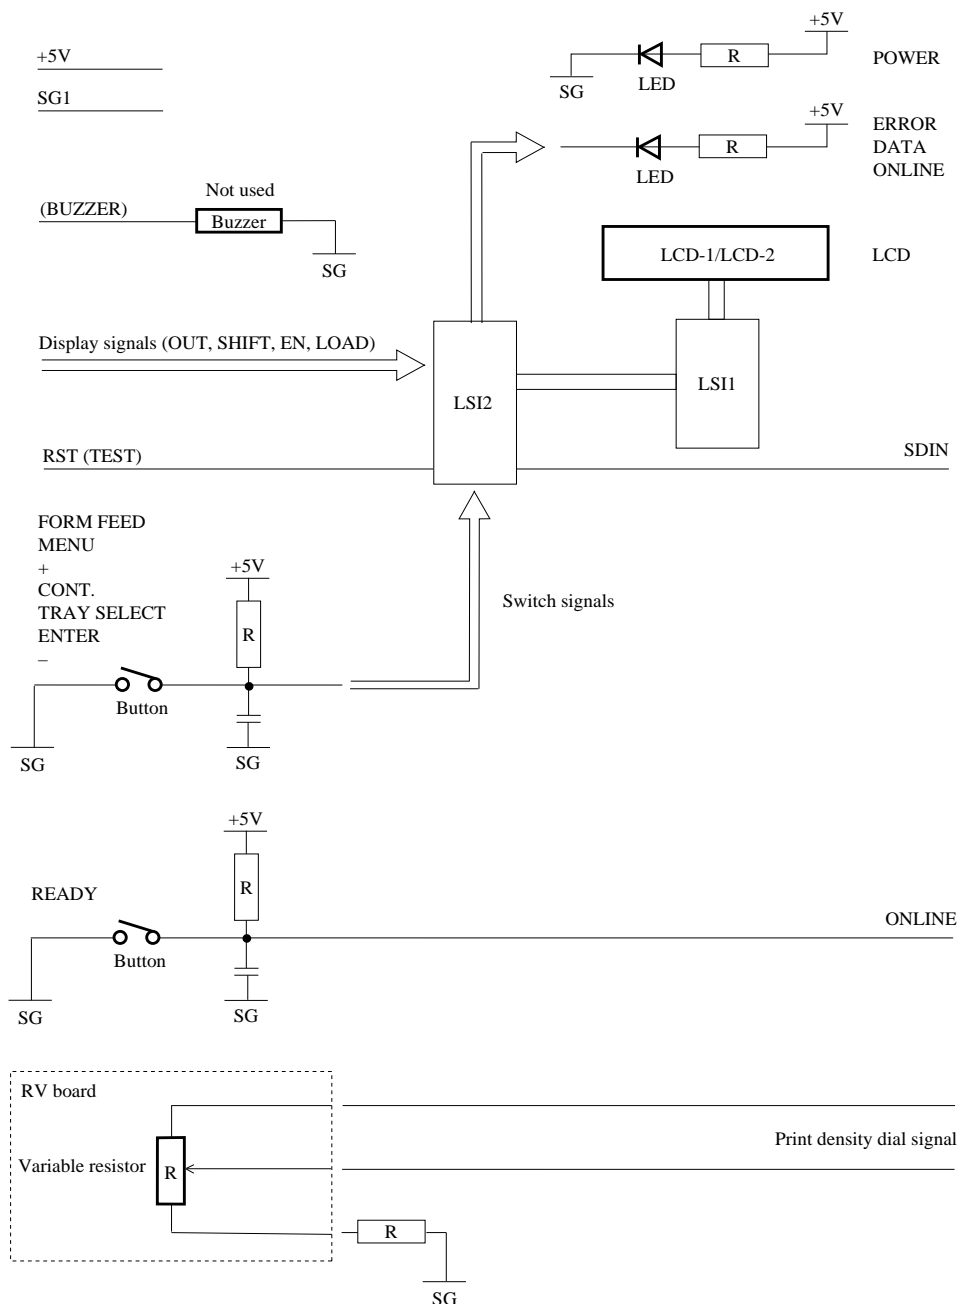 +5V
+5V
R
POWER
SG
LED
SG1
+5V
ERROR
DATA
ONLINE
R
LED
Not used
(BUZZER)
Buzzer
SG
LCD-1/LCD-2
LCD
Display signals (OUT, SHIFT, EN, LOAD)
LSI2
LSI1
RST (TEST)
SDIN
FORM FEED
MENU
+
CONT.
TRAY SELECT
ENTER
–
+5V
R
Switch signals
Button
SG
SG
+5V
R
READY
ONLINE
Button
SG
SG
RV board
Print density dial signal
Variable resistor
R
R
SG